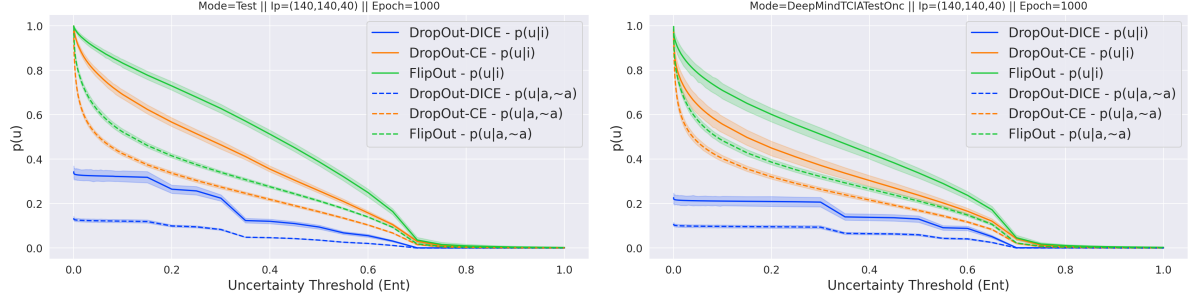 Mode=Test || Ip=(140,140,40) || Epoch=1000
p(u)
1.0
0.8
0.6
0.4
0.2
0.0
DropOut-DICE - p(u|i)
DropOut-CE - p(u|i)
FlipOut - p(u|i)
DropOut-DICE - p(u|a,~a)
DropOut-CE - p(u|a,~a)
FlipOut - p(u|a,~a)
0.0 0.2 0.4 0.6 0.8 1.0
Uncertainty Threshold (Ent)
Mode=DeepMindTCIATestOnc || Ip=(140,140,40) || Epoch=1000
p(u)
1.0
0.8
0.6
0.4
0.2
0.0
DropOut-DICE - p(u|i)
DropOut-CE - p(u|i)
FlipOut - p(u|i)
DropOut-DICE - p(u|a,~a)
DropOut-CE - p(u|a,~a)
FlipOut - p(u|a,~a)
0.0 0.2 0.4 0.6 0.8 1.0
Uncertainty Threshold (Ent)